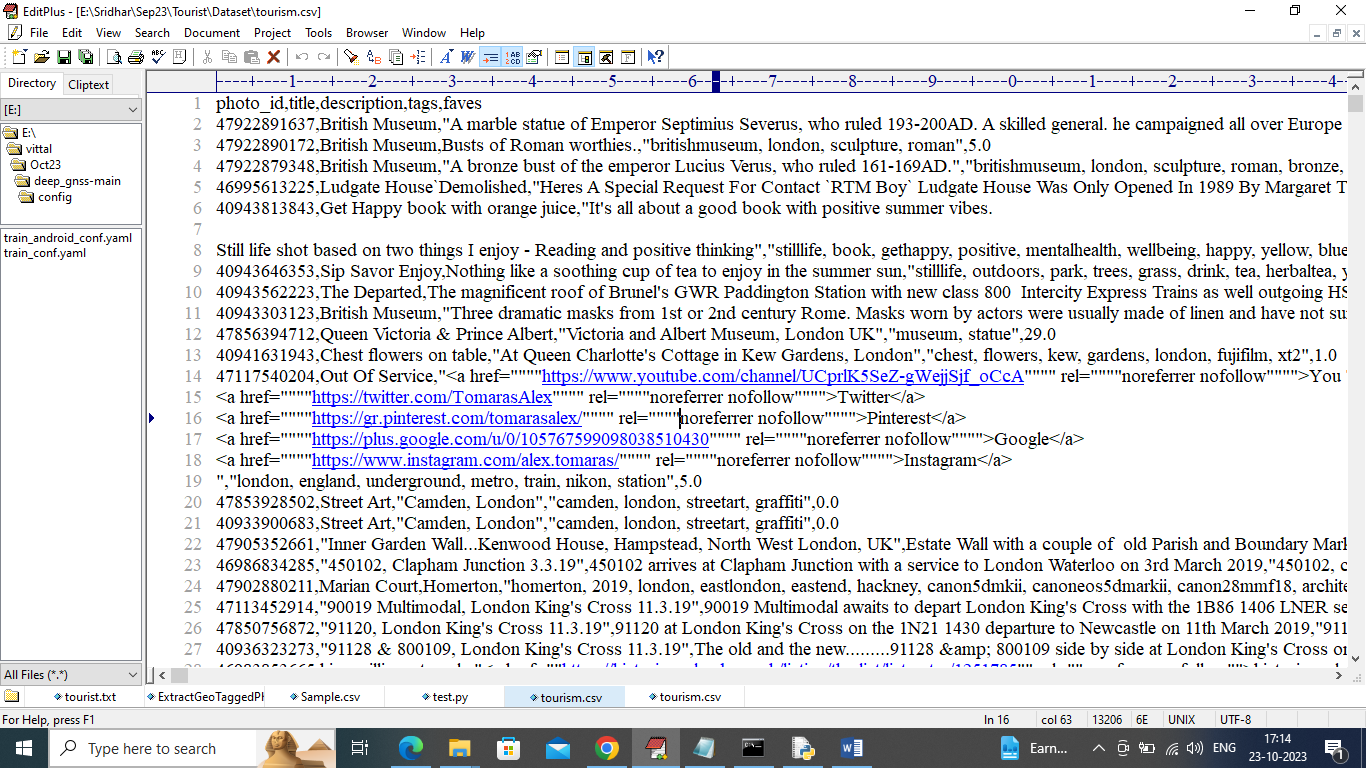 EditPlus - [E:\Sridhar\Sep23\Tourist\Dataset\tourism.csv]
File Edit View Search Document Project Tools Browser Window Help
Directory Cliptext
[E:]
E:\
vittal
Oct23
deep_gnss-main
config
train_android_conf.yaml
train_conf.yaml
All Files (*.*)
----+----1----+----2----+----3----+----4----+----5----+----6----+----7----+----8----+----9----+----0----+----1----+----2----+----3----+----4-
1 photo_id,title,description,tags,faves
2 47922891637,British Museum,"A marble statue of Emperor Septimius Severus, who ruled 193-200AD. A skilled general. he campaigned all over Europe
3 47922890172,British Museum,Busts of Roman worthies.,"britishmuseum, london, sculpture, roman",5.0
4 47922879348,British Museum,"A bronze bust of the emperor Lucius Verus, who ruled 161-169AD.","britishmuseum, london, sculpture, roman, bronze,
5 46995613225,Ludgate House`Demolished,"Heres A Special Request For Contact `RTM Boy` Ludgate House Was Only Opened In 1989 By Margaret T
6 40943813843,Get Happy book with orange juice,"It's all about a good book with positive summer vibes.
7
8 Still life shot based on two things I enjoy - Reading and positive thinking","stilllife, book, gethappy, positive, mentalhealth, wellbeing, happy, yellow, blue
9 40943646353,Sip Savor Enjoy,Nothing like a soothing cup of tea to enjoy in the summer sun,"stilllife, outdoors, park, trees, grass, drink, tea, herbaltea, y
10 40943562223,The Departed,The magnificent roof of Brunel's GWR Paddington Station with new class 800  Intercity Express Trains as well outgoing HS
11 40943303123,British Museum,"Three dramatic masks from 1st or 2nd century Rome. Masks worn by actors were usually made of linen and have not su
12 47856394712,Queen Victoria & Prince Albert,"Victoria and Albert Museum, London UK","museum, statue",29.0
13 40941631943,Chest flowers on table,"At Queen Charlotte's Cottage in Kew Gardens, London","chest, flowers, kew, gardens, london, fujifilm, xt2",1.0
14 47117540204,Out Of Service,"<a href=""""https://www.youtube.com/channel/UCprlK5SeZ-gWejjSjf_oCcA"""" rel=""""noreferrer nofollow"""">You
15 <a href=""""https://twitter.com/TomarasAlex"""" rel=""""noreferrer nofollow"""">Twitter</a>
16 <a href=""""https://gr.pinterest.com/tomarasalex/"""" rel=""""noreferrer nofollow"""">Pinterest</a>
17 <a href=""""https://plus.google.com/u/0/105767599098038510430"""" rel=""""noreferrer nofollow"""">Google</a>
18 <a href=""""https://www.instagram.com/alex.tomaras/"""" rel=""""noreferrer nofollow"""">Instagram</a>
19 ","london, england, underground, metro, train, nikon, station",5.0
20 47853928502,Street Art,"Camden, London","camden, london, streetart, graffiti",0.0
21 40933900683,Street Art,"Camden, London","camden, london, streetart, graffiti",0.0
22 47905352661,"Inner Garden Wall...Kenwood House, Hampstead, North West London, UK",Estate Wall with a couple of  old Parish and Boundary Mar
23 46986834285,"450102, Clapham Junction 3.3.19",450102 arrives at Clapham Junction with a service to London Waterloo on 3rd March 2019,"450102, c
24 47902880211,Marian Court,Homerton,"homerton, 2019, london, eastlondon, eastend, hackney, canon5dmkii, canoneos5dmarkii, canon28mmf18, archite
25 47113452914,"90019 Multimodal, London King's Cross 11.3.19",90019 Multimodal awaits to depart London King's Cross with the 1B86 1406 LNER se
26 47850756872,"91120, London King's Cross 11.3.19",91120 at London King's Cross on the 1N21 1430 departure to Newcastle on 11th March 2019,"911
27 40936323273,"91128 & 800109, London King's Cross 11.3.19",The old and the new.........91128 &amp; 800109 side by side at London King's Cross on
tourist.txt ExtractGeoTaggedPl Sample.csv test.py tourism.csv tourism.csv
For Help, press F1 ln 16 col 63 13206 6E UNIX UTF-8
Type here to search Earn... ENG 17:14
23-10-2023 1